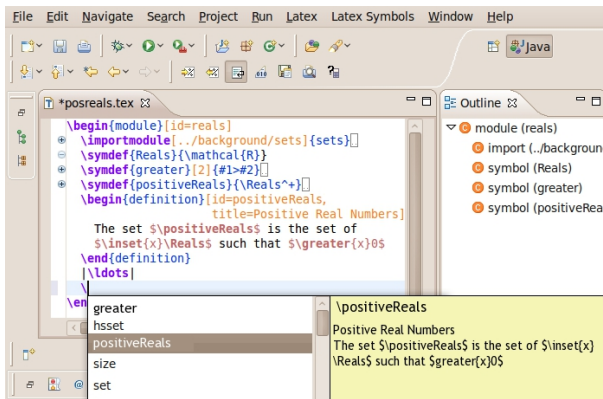 File Edit Navigate Search Project Run Latex Latex Symbols Window Help
Java
*posreals.tex
\begin{module}[id=reals]
\importmodule[../background/sets]{sets}
\symdef{Reals}{\mathcal{R}}
\symdef{greater}[2]{#1>#2}
\symdef{positiveReals}{\Reals^+}
\begin{definition}[id=positiveReals,
title=Positive Real Numbers]
The set $\positiveReals$ is the set of
$\inset{x}\Reals$ such that $\greater{x}0$
\end{definition}
|\ldots|
\
\en
greater
hsset
positiveReals
size
set
\positiveReals
Positive Real Numbers
The set $\positiveReals$ is the set of $\inset{x}
\Reals$ such that $greater{x}0$
Outline
module (reals)
import (../backgroun
symbol (Reals)
symbol (greater)
symbol (positiveRea
@